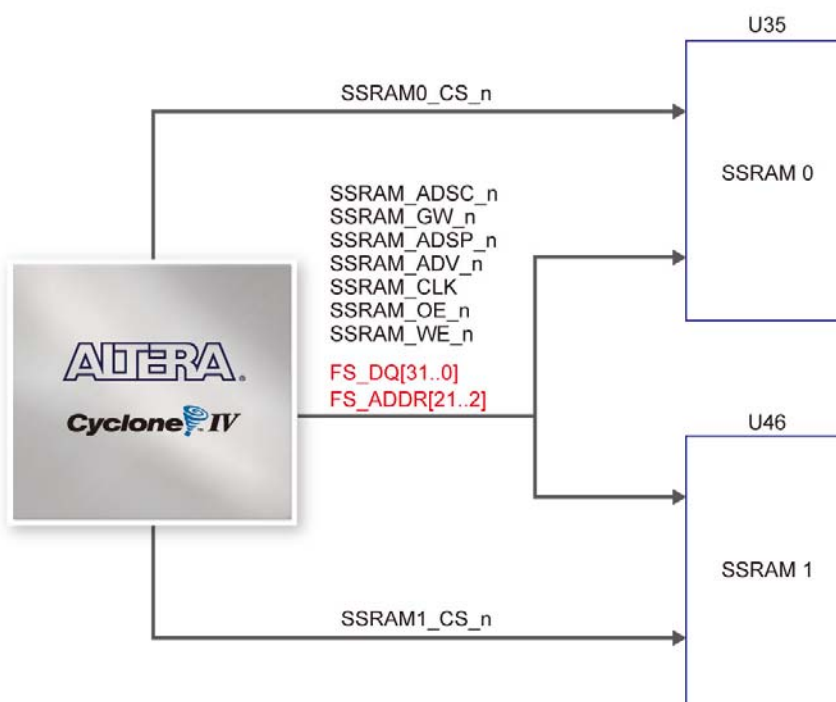 U35
SSRAM0_CS_n
SSRAM 0
SSRAM_ADSC_n
SSRAM_GW_n
SSRAM_ADSP_n
SSRAM_ADV_n
SSRAM_CLK
SSRAM_OE_n
SSRAM_WE_n
FS_DQ[31..0]
FS_ADDR[21..2]
ALTERA®
Cyclone™ IV
U46
SSRAM 1
SSRAM1_CS_n